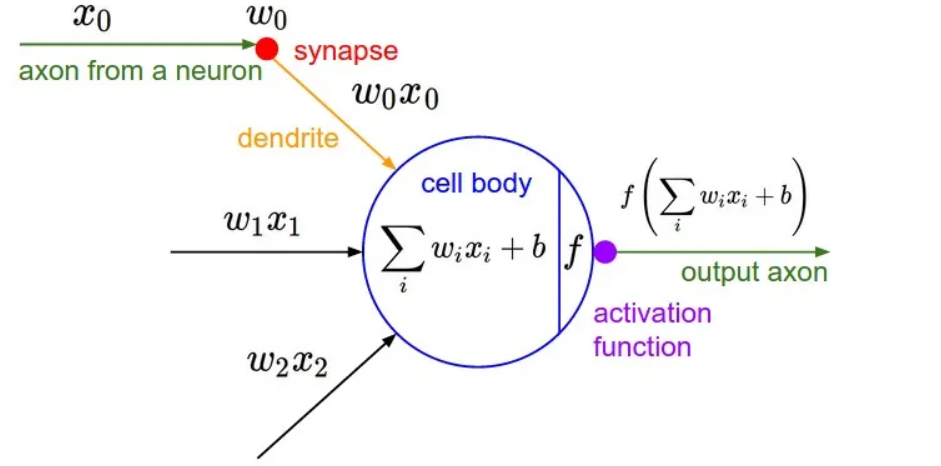 x₀ w₀
synapse
axon from a neuron
w₀x₀
dendrite
cell body
f(∑ᵢ wᵢxᵢ + b)
w₁x₁
∑ᵢ wᵢxᵢ + b f
output axon
activation
function
w₂x₂